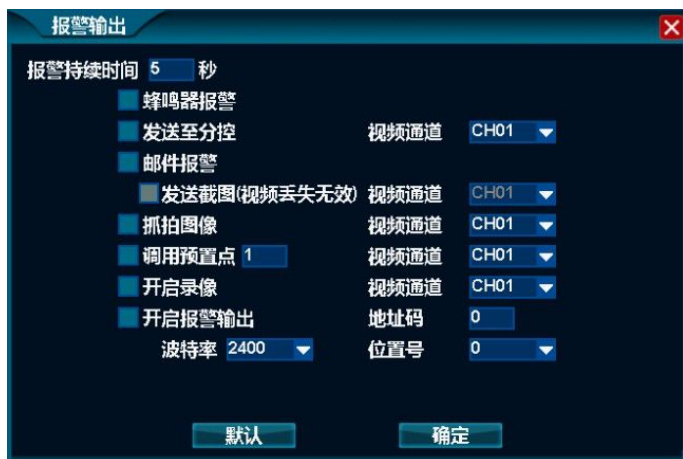 报警输出
报警持续时间 5 秒
蜂鸣器报警
发送至分控 视频通道 CH01
邮件报警
发送截图(视频丢失无效) 视频通道 CH01
抓拍图像 视频通道 CH01
调用预置点 1 视频通道 CH01
开启录像 视频通道 CH01
开启报警输出 地址码 0
波特率 2400 位置号 0
默认 确定